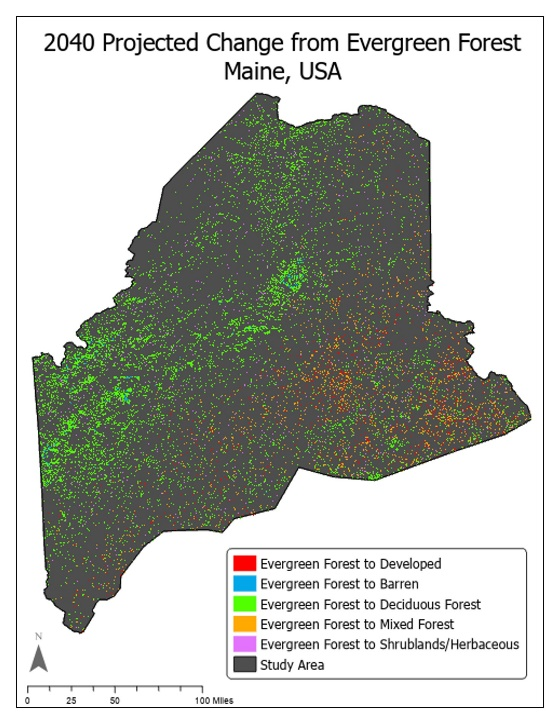 2040 Projected Change from Evergreen Forest
Maine, USA
Evergreen Forest to Developed
Evergreen Forest to Barren
Evergreen Forest to Deciduous Forest
Evergreen Forest to Mixed Forest
Evergreen Forest to Shrublands/Herbaceous
Study Area
N
0 25 50 100 Miles